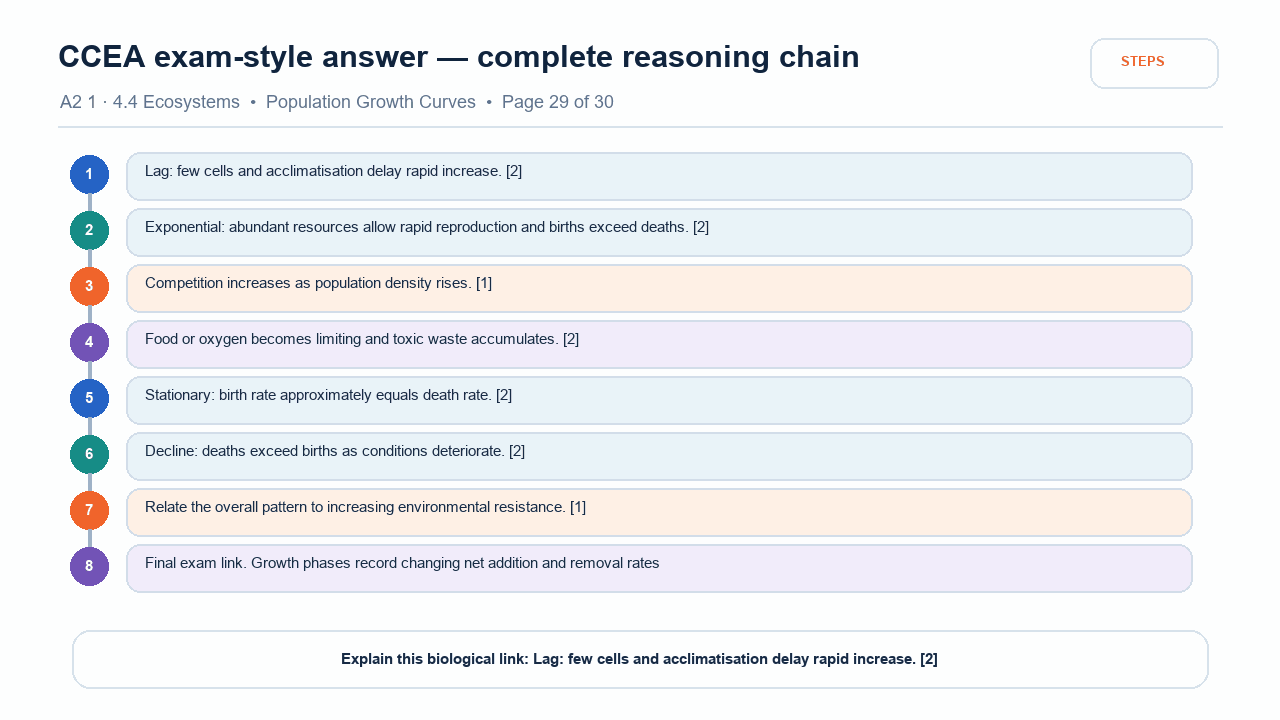 CCEA exam-style answer — complete reasoning chain
STEPS
A2 1 · 4.4 Ecosystems • Population Growth Curves • Page 29 of 30
1
Lag: few cells and acclimatisation delay rapid increase. [2]
2
Exponential: abundant resources allow rapid reproduction and births exceed deaths. [2]
3
Competition increases as population density rises. [1]
4
Food or oxygen becomes limiting and toxic waste accumulates. [2]
5
Stationary: birth rate approximately equals death rate. [2]
6
Decline: deaths exceed births as conditions deteriorate. [2]
7
Relate the overall pattern to increasing environmental resistance. [1]
8
Final exam link. Growth phases record changing net addition and removal rates
Explain this biological link: Lag: few cells and acclimatisation delay rapid increase. [2]